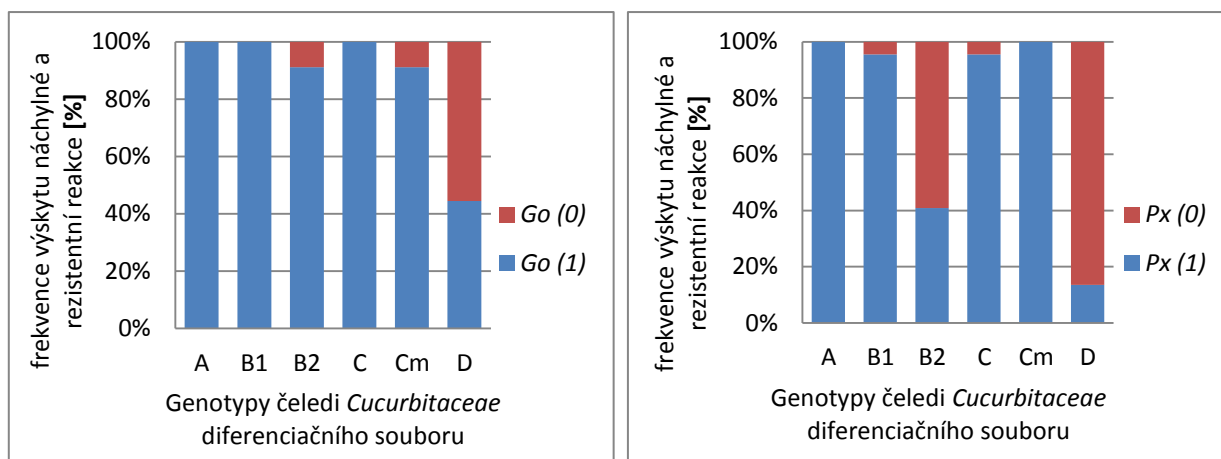 100%
80%
60%
40%
20%
0%
frekvence výskytu náchylné a
rezistentní reakce [%]
A B1 B2 C Cm D
Genotypy čeledi Cucurbitaceae
diferenciačního souboru
Go (0)
Go (1)
100%
80%
60%
40%
20%
0%
frekvence výskytu náchylné a
rezistentní reakce [%]
A B1 B2 C Cm D
Genotypy čeledi Cucurbitaceae
diferenciačního souboru
Px (0)
Px (1)